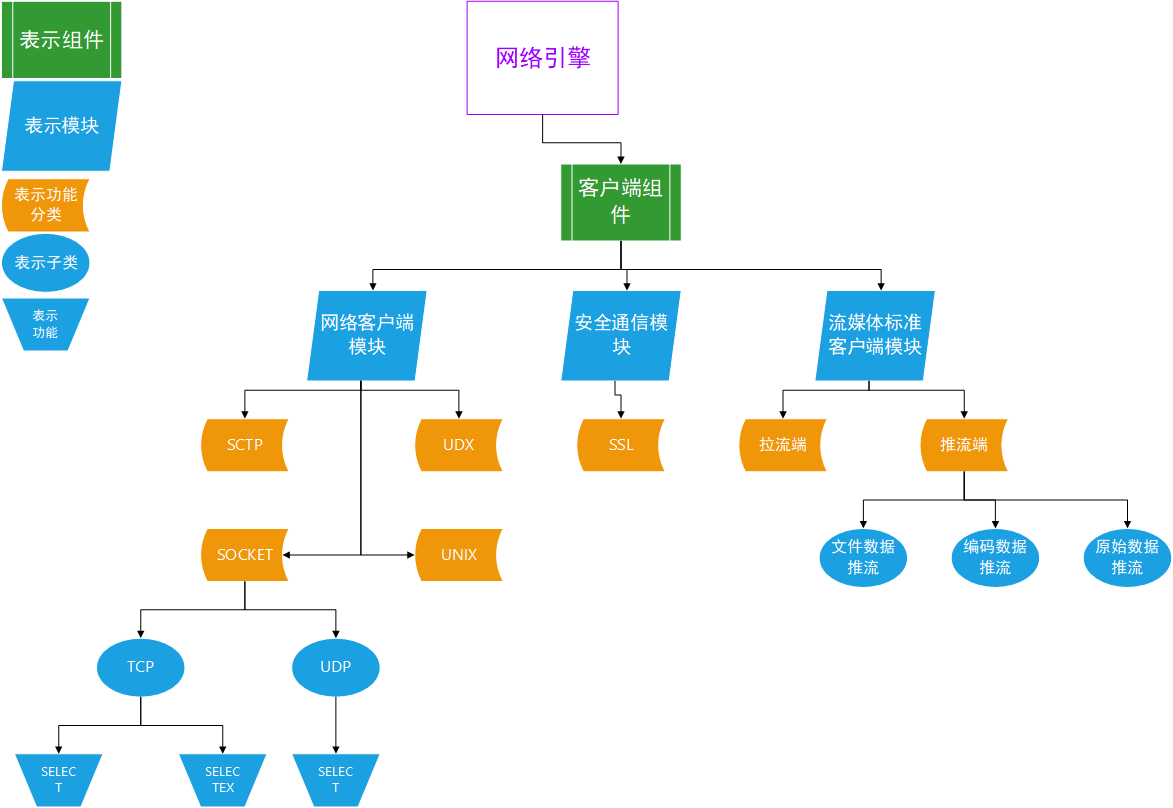 表示组件
表示模块
表示功能
分类
表示子类
表示
功能
网络引擎
客户端组
件
网络客户端
模块
安全通信模
块
流媒体标准
客户端模块
SCTP
UDX
SSL
拉流端
推流端
SOCKET
UNIX
文件数据
推流
编码数据
推流
原始数据
推流
TCP
UDP
SELEC
T
SELEC
TEX
SELEC
T